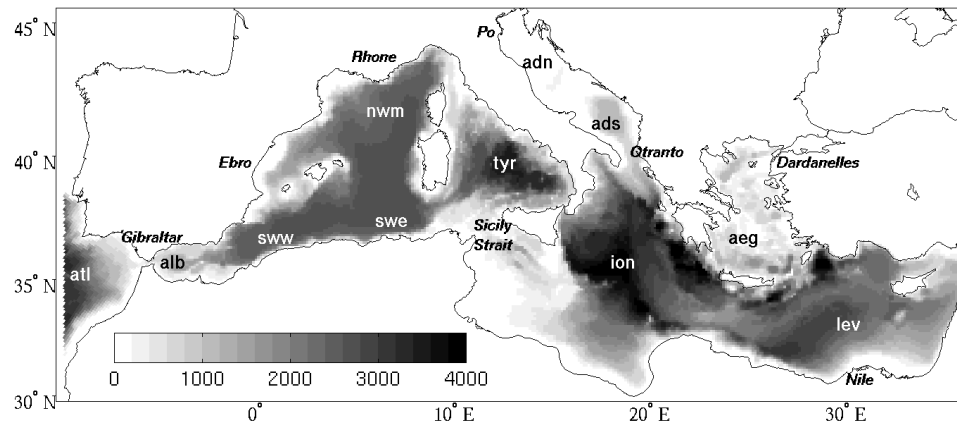 45° N
Po
adn
Rhone
nwm
ads
Otranto
40° N
Ebro
tyr
Dardanelles
Gibraltar
sww
swe
Sicily
Strait
aeg
alb
atl
ion
35° N
lev
0 1000 2000 3000 4000
Nile
30° N
0° 10° E 20° E 30° E